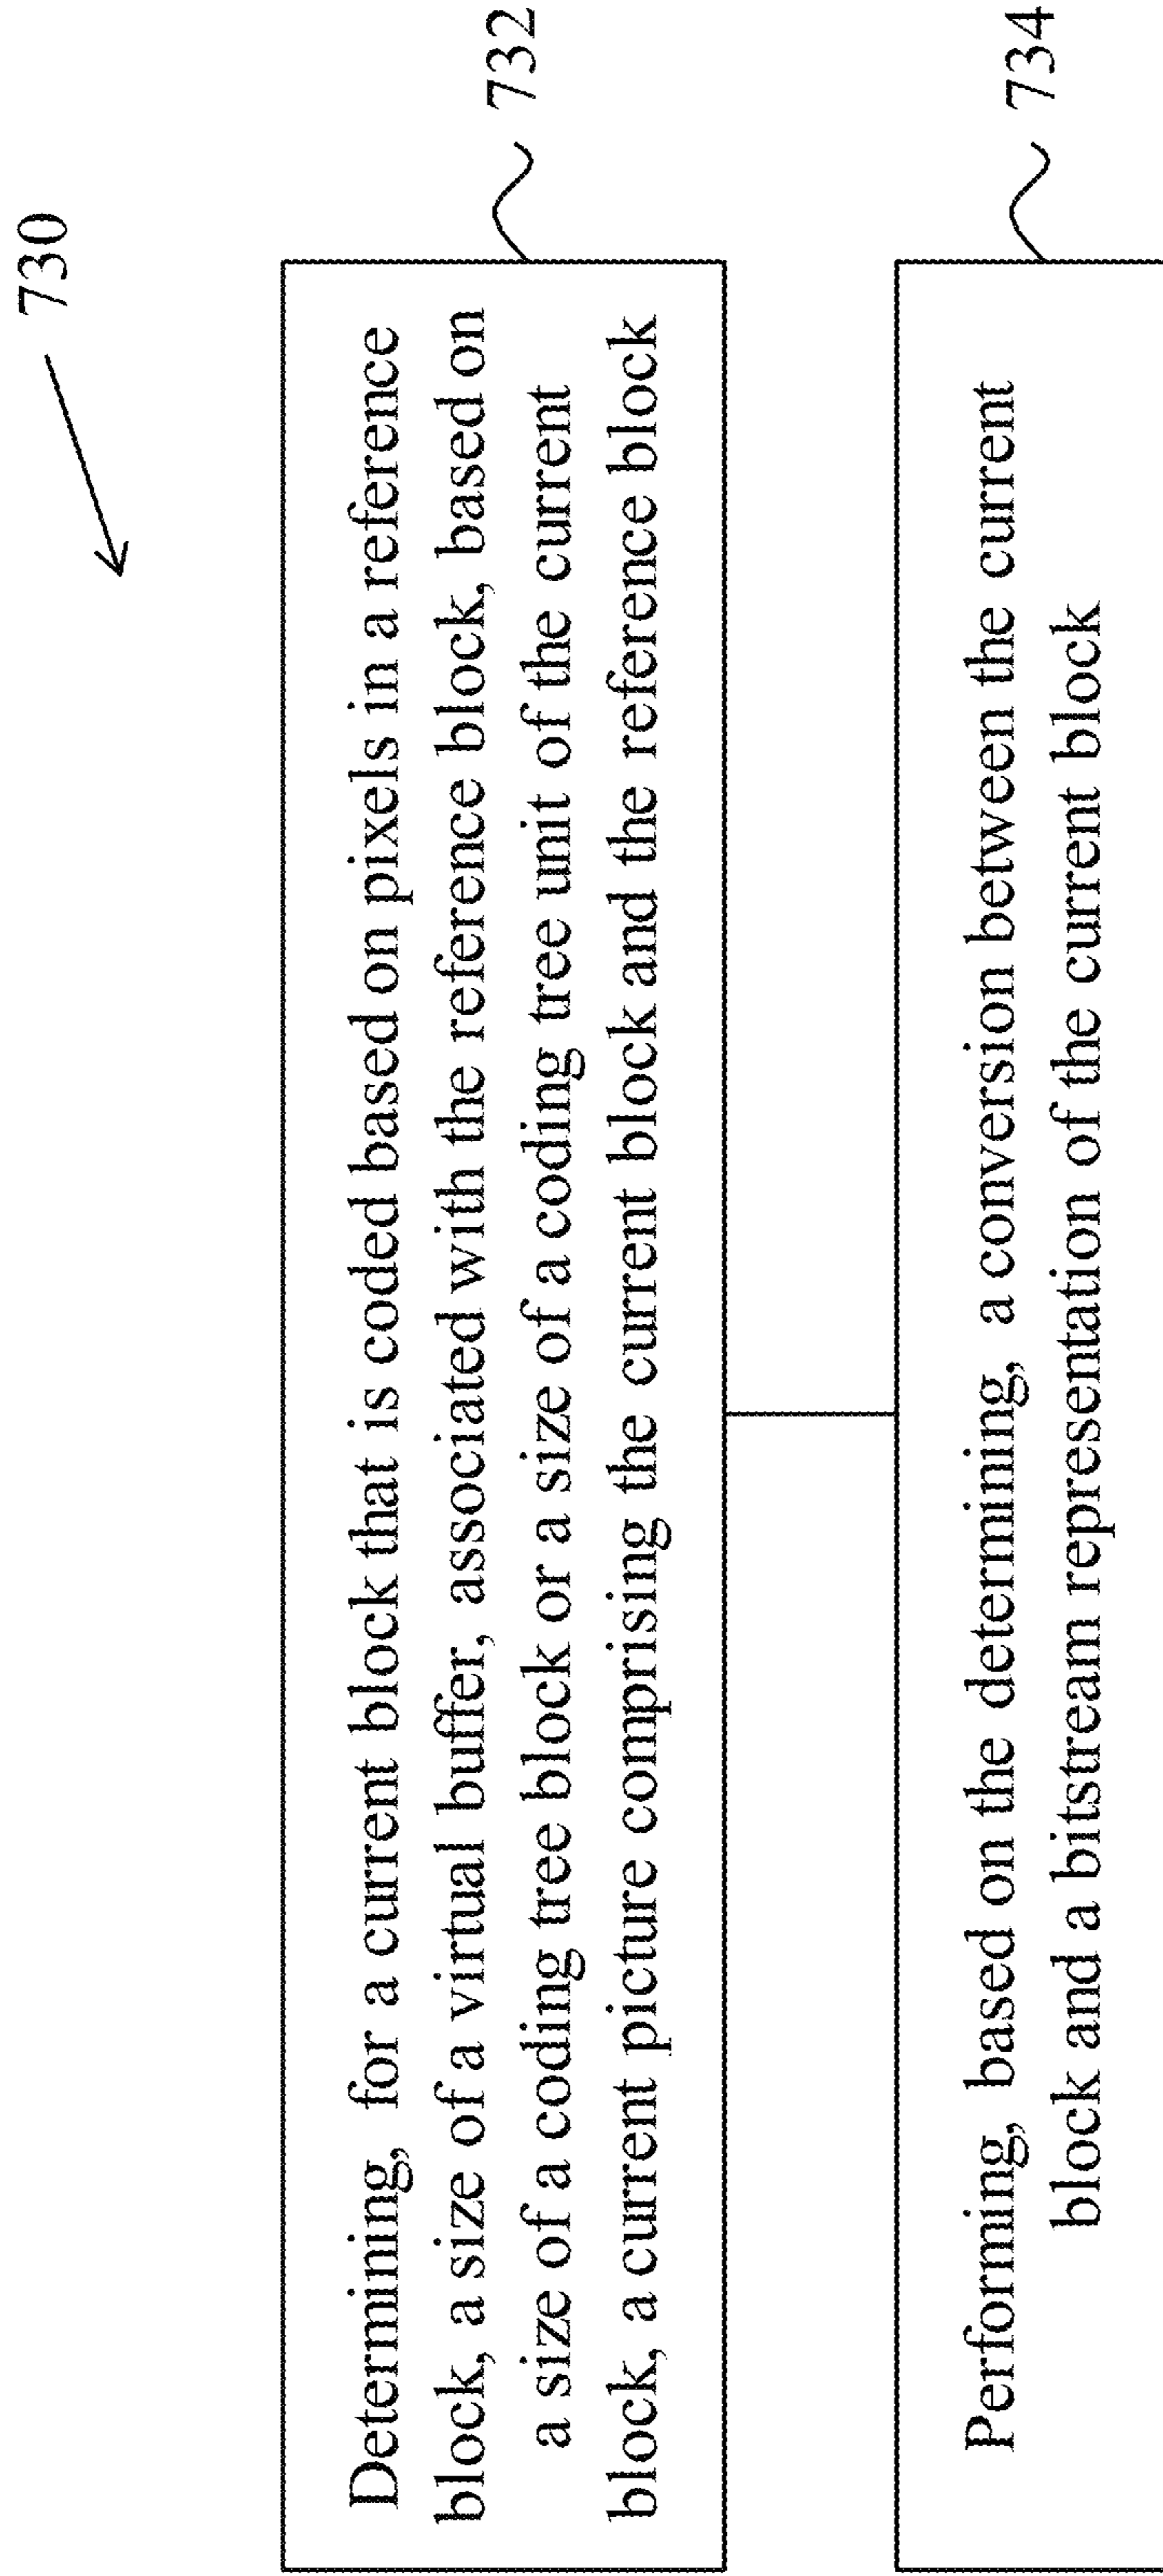 730
Determining, for a current block that is coded based on pixels in a reference
block, a size of a virtual buffer, associated with the reference block, based on
a size of a coding tree block or a size of a coding tree unit of the current
block, a current picture comprising the current block and the reference block
732
Performing, based on the determining, a conversion between the current
block and a bitstream representation of the current block
734